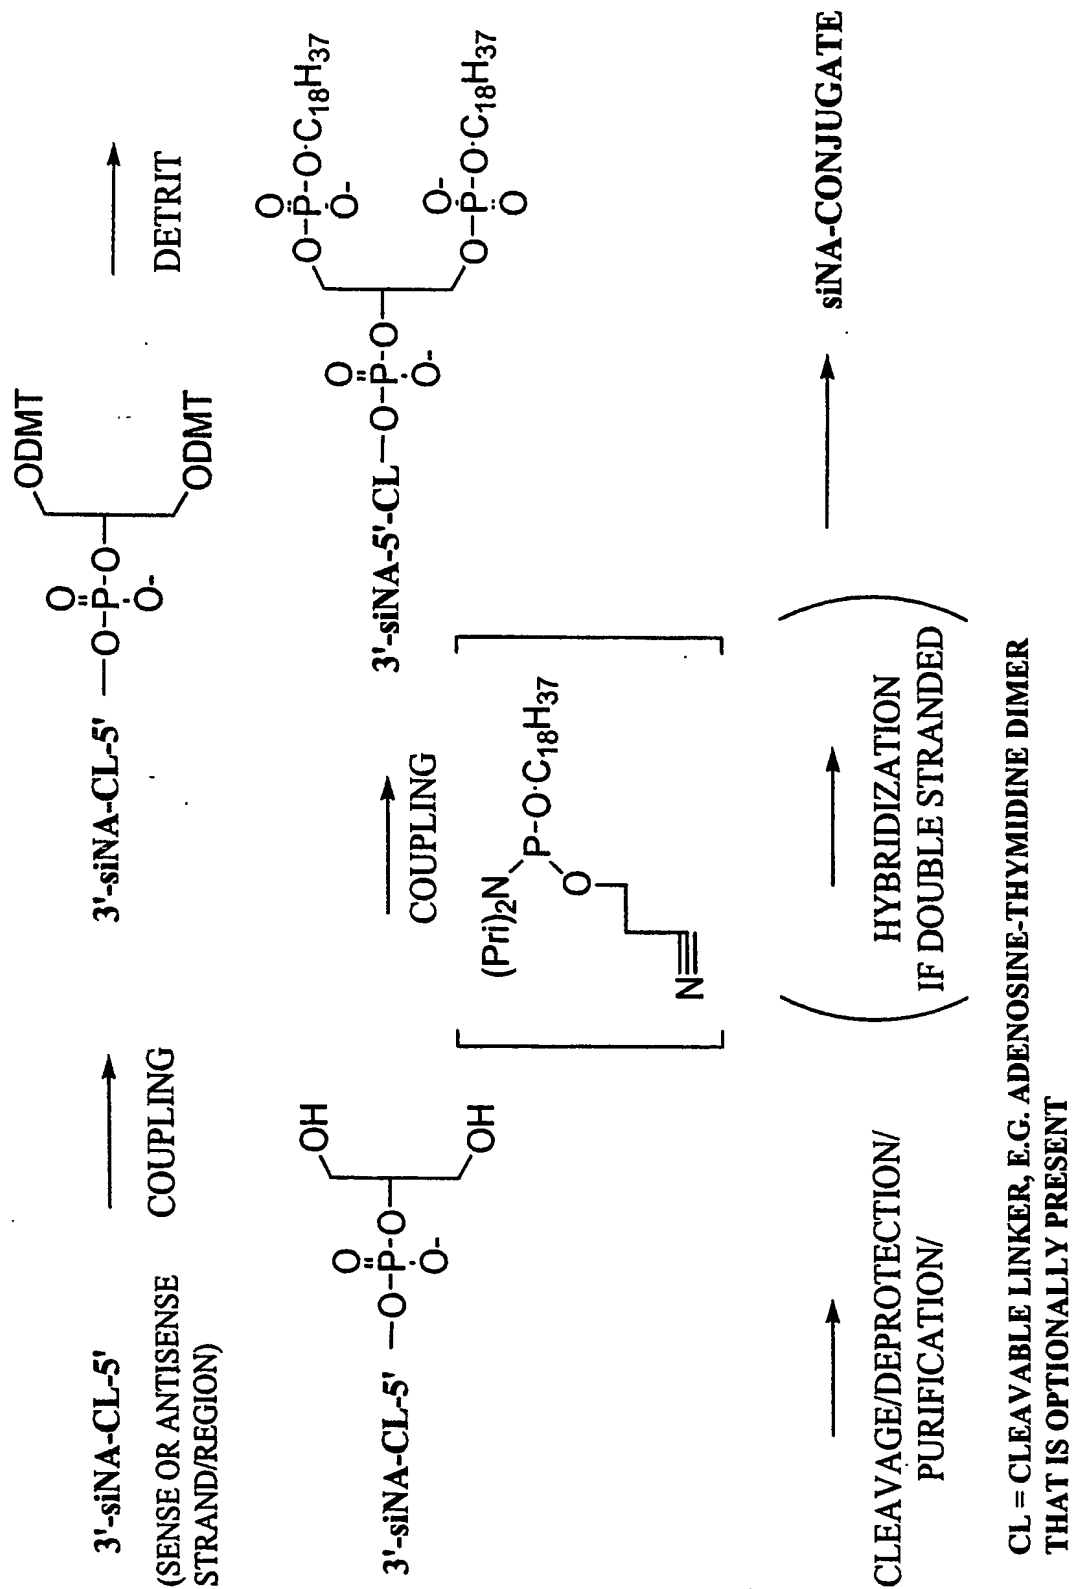 3'-siNA-CL-5'
(SENSE OR ANTISENSE
STRAND/REGION)
COUPLING
3'-siNA-CL-5' —O-P-O
O
O-
ODMT
ODMT
DETRIT
3'-siNA-CL-5' —O-P-O
O
O-
OH
OH
COUPLING
(Pri)2N
P-O·C18H37
O
N
3'-siNA-5'-CL —O-P-O
O
O-
O
O-P-O·C18H37
O-
O-
O-P-O·C18H37
O
CLEAVAGE/DEPROTECTION/
PURIFICATION/
HYBRIDIZATION
IF DOUBLE STRANDED
siNA-CONJUGATE
CL = CLEAVABLE LINKER, E.G. ADENOSINE-THYMIDINE DIMER
THAT IS OPTIONALLY PRESENT